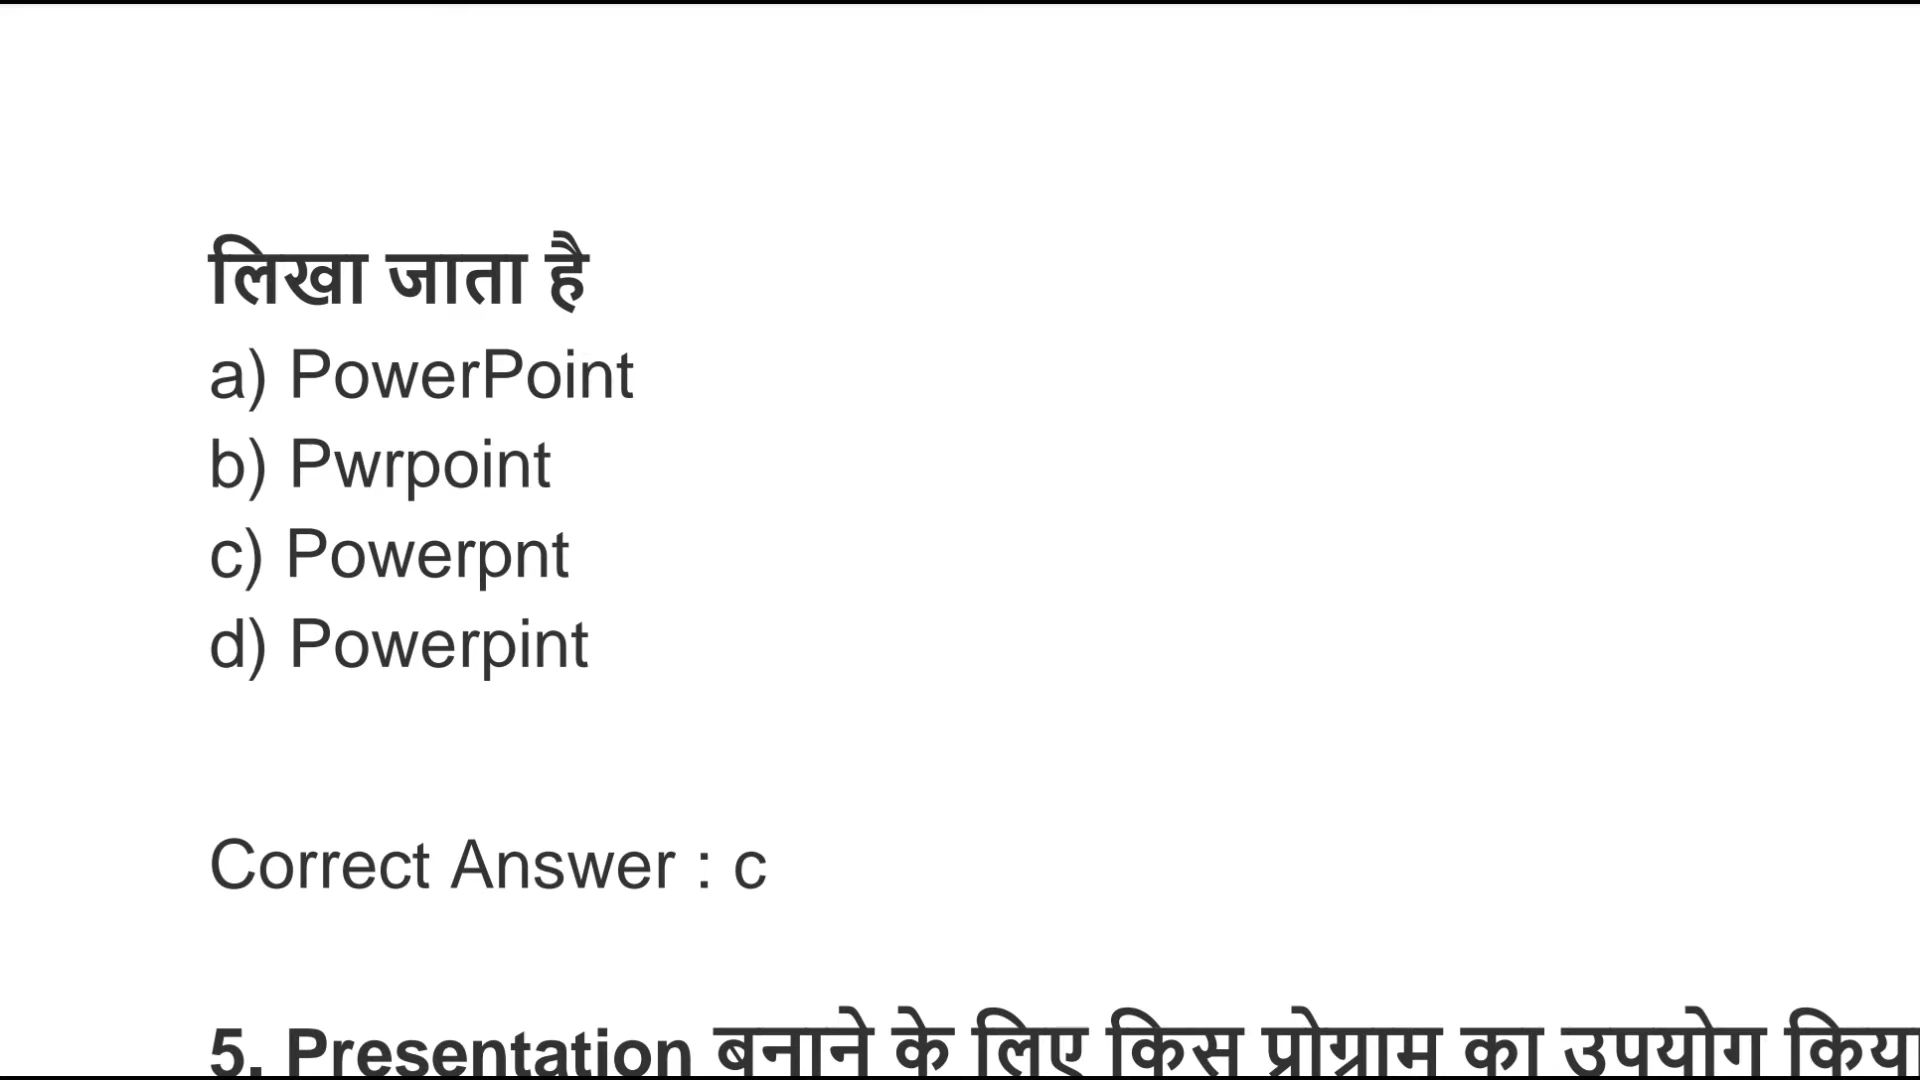 लिखा जाता है
a) PowerPoint
b) Pwrpoint
c) Powerpnt
d) Powerpint
Correct Answer : c
5. Presentation बनाने के लिए किस प्रोग्राम का उपयोग किया